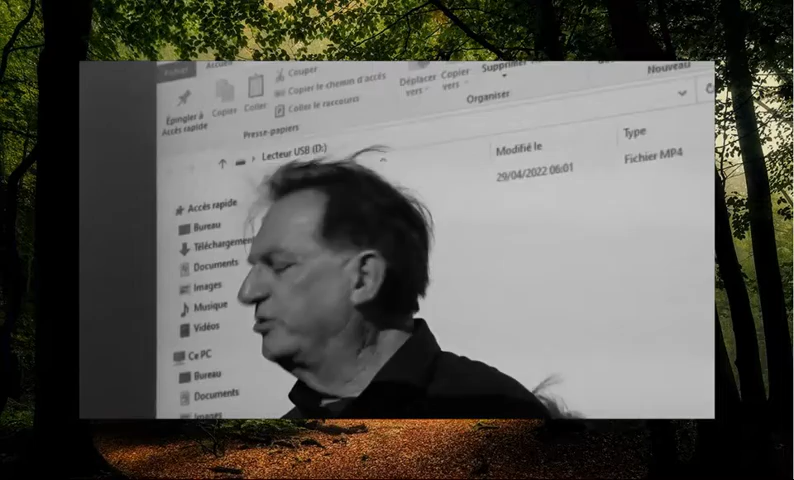 Fichier
Accueil
Épingler à
Accès rapide
Copier
Coller
Couper
Copier le chemin d'accès
Coller le raccourci
Presse-papiers
Déplacer
vers
Copier
vers
Supprimer
Organiser
Nouveau
Lecteur USB (D:)
Modifié le
Type
29/04/2022 06:01
Fichier MP4
Accès rapide
Bureau
Téléchargemen
Documents
Images
Musique
Vidéos
Ce PC
Bureau
Documents
Images